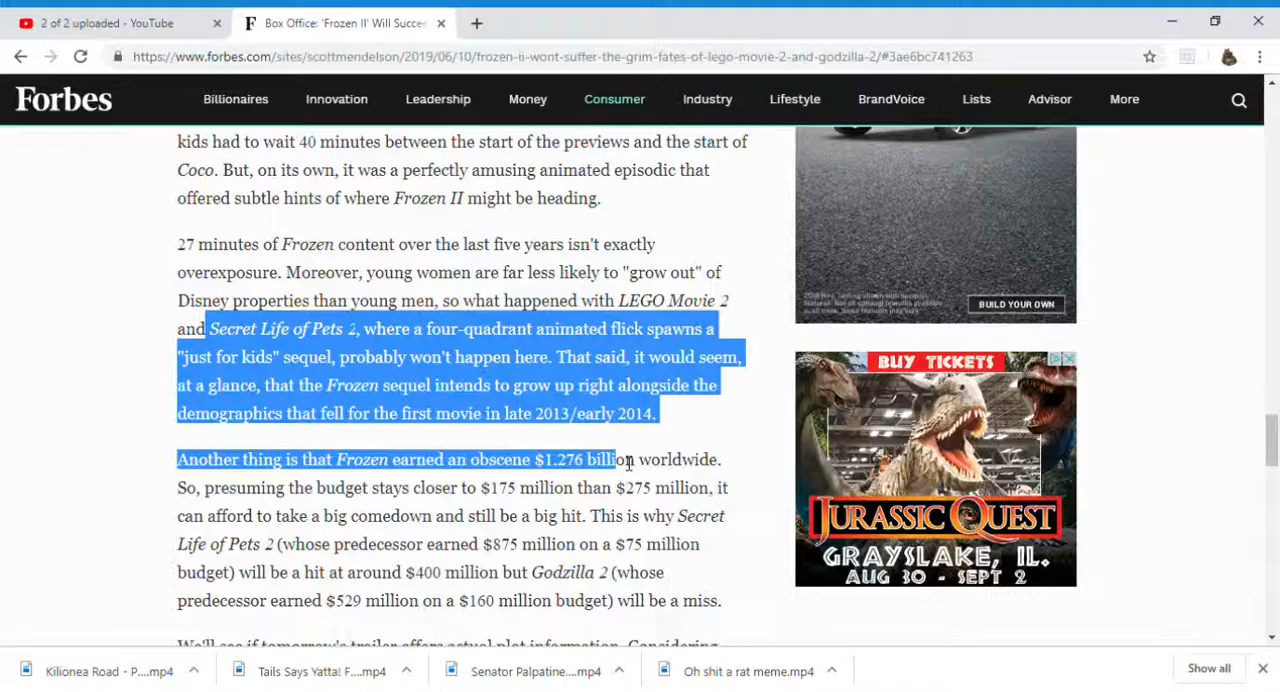 2 of 2 uploaded - YouTube
Box Office: 'Frozen II' Will Succe
https://www.forbes.com/sites/scottmendelson/2019/06/10/frozen-ii-wont-suffer-the-grim-fates-of-lego-movie-2-and-godzilla-2/#3ae6bc741263
Forbes Billionaires Innovation Leadership Money Consumer Industry Lifestyle BrandVoice Lists Advisor More
kids had to wait 40 minutes between the start of the previews and the start of
Coco. But, on its own, it was a perfectly amusing animated episodic that
offered subtle hints of where Frozen II might be heading.
27 minutes of Frozen content over the last five years isn't exactly
overexposure. Moreover, young women are far less likely to "grow out" of
Disney properties than young men, so what happened with LEGO Movie 2
and Secret Life of Pets 2, where a four-quadrant animated flick spawns a
"just for kids" sequel, probably won't happen here. That said, it would seem,
at a glance, that the Frozen sequel intends to grow up right alongside the
demographics that fell for the first movie in late 2013/early 2014.
Another thing is that Frozen earned an obscene $1.276 billion worldwide.
So, presuming the budget stays closer to $175 million than $275 million, it
can afford to take a big comedown and still be a big hit. This is why Secret
Life of Pets 2 (whose predecessor earned $875 million on a $75 million
budget) will be a hit at around $400 million but Godzilla 2 (whose
predecessor earned $529 million on a $160 million budget) will be a miss.
We'll see if tomorrow's trailer offers actual plot information. Considering
BUILD YOUR OWN
BUY TICKETS
JURASSIC QUEST
GRAYSLAKE, IL.
AUG 30 - SEPT 2
Kilionea Road - P....mp4
Tails Says Yatta! F....mp4
Senator Palpatine....mp4
Oh shit a rat meme.mp4
Show all